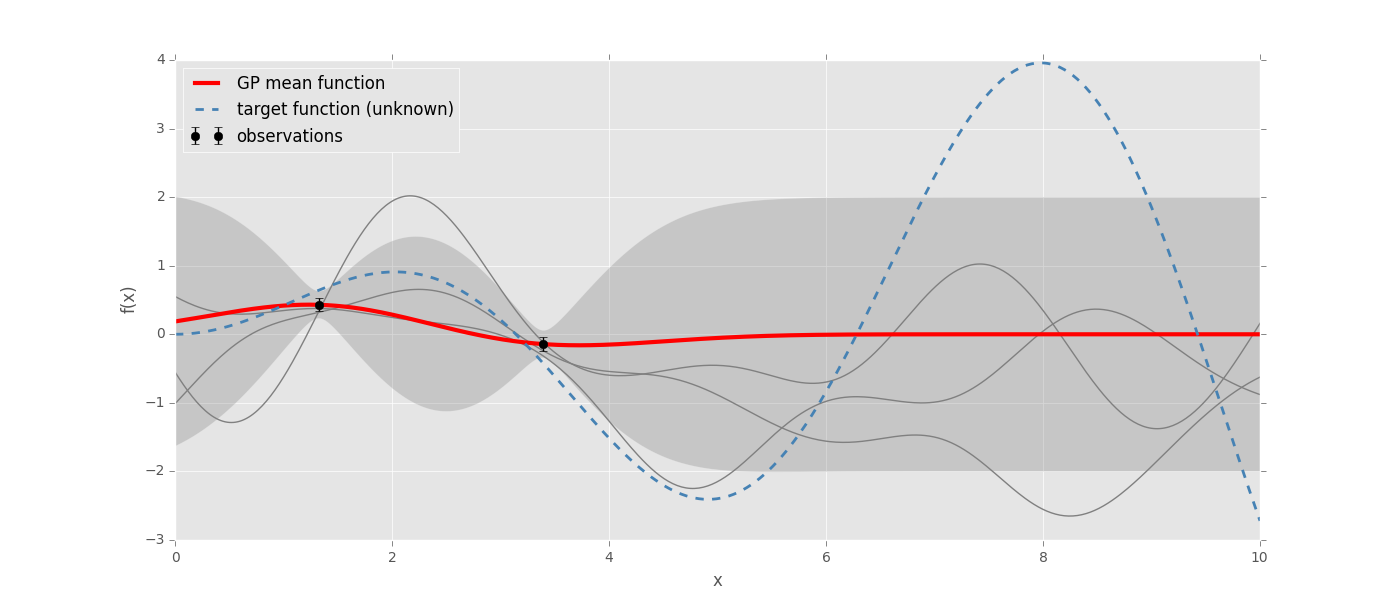 4
3
2
1
0
−1
−2
−3
f(x)
GP mean function
target function (unknown)
observations
0 2 4 6 8 10
x